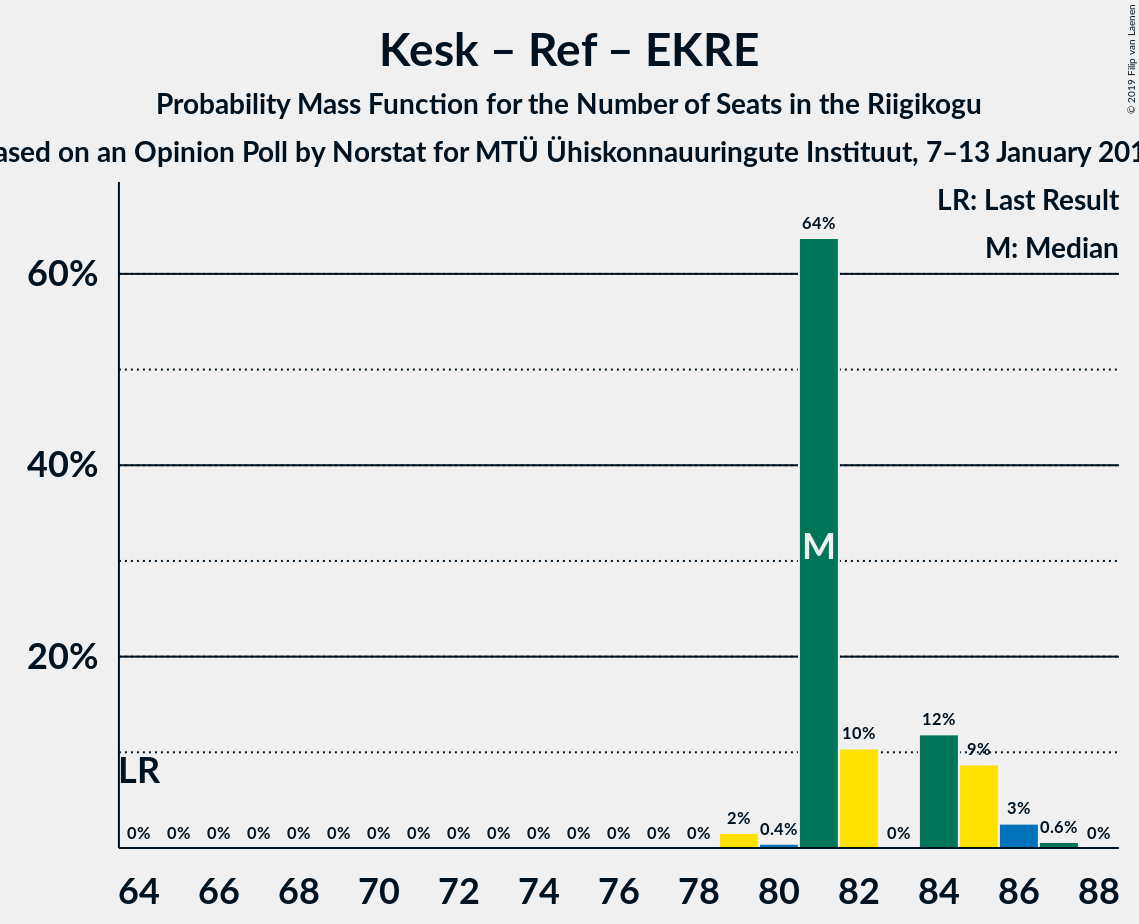 Kesk – Ref – EKRE
Probability Mass Function for the Number of Seats in the Riigikogu
ased on an Opinion Poll by Norstat for MTÜ Ühiskonnauuringute Instituut, 7–13 January 201
© 2019 Filip van Laenen
LR: Last Result
M: Median
64%
60%
40%
M
20%
12%
10%
9%
LR
3%
2%
0.4%
0.6%
0% 0% 0% 0% 0% 0% 0% 0% 0% 0% 0% 0% 0% 0% 0% 0% 0%
64 66 68 70 72 74 76 78 80 82 84 86 88